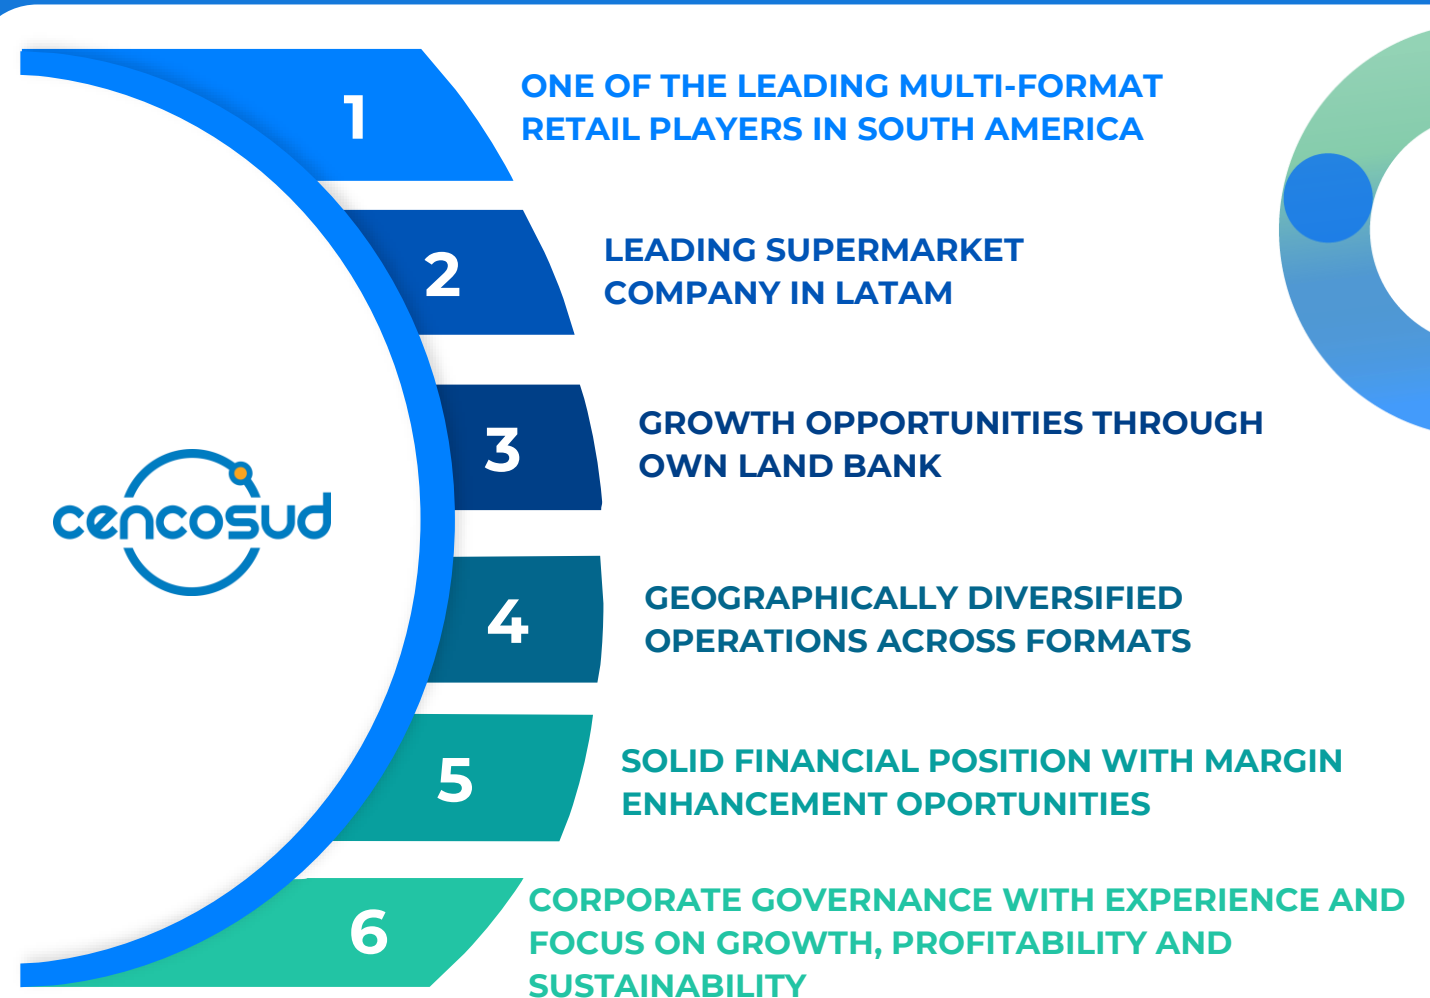 1
ONE OF THE LEADING MULTI-FORMAT
RETAIL PLAYERS IN SOUTH AMERICA
2
LEADING SUPERMARKET
COMPANY IN LATAM
3
GROWTH OPPORTUNITIES THROUGH
OWN LAND BANK
cencosud
4
GEOGRAPHICALLY DIVERSIFIED
OPERATIONS ACROSS FORMATS
5
SOLID FINANCIAL POSITION WITH MARGIN
ENHANCEMENT OPORTUNITIES
6
CORPORATE GOVERNANCE WITH EXPERIENCE AND
FOCUS ON GROWTH, PROFITABILITY AND
SUSTAINABILITY